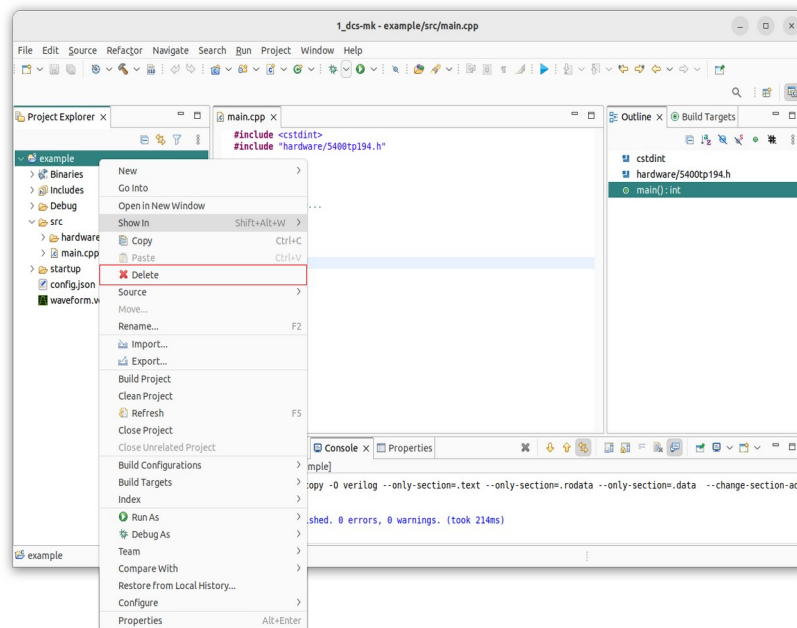 1_dcs-mk - example/src/main.cpp
File Edit Source Refactor Navigate Search Run Project Window Help
Project Explorer
main.cpp
Outline
Build Targets
#include <cstdint>
#include "hardware/5400tp194.h"
...
cstdint
hardware/5400tp194.h
main() : int
example
Binaries
Includes
Debug
src
hardware
main.cpp
startup
config.json
waveform.v
New
Go Into
Open in New Window
Show In Shift+Alt+W
Copy Ctrl+C
Paste Ctrl+V
Delete
Source
Move...
Rename... F2
Import...
Export...
Build Project
Clean Project
Refresh F5
Close Project
Close Unrelated Project
Build Configurations
Build Targets
Index
Run As
Debug As
Team
Compare With
Restore from Local History...
Configure
Properties Alt+Enter
Console
Properties
mple]
opy -O verilog --only-section=.text --only-section=.rodata --only-section=.data --change-section-ad
shed. 0 errors, 0 warnings. (took 214ms)
example